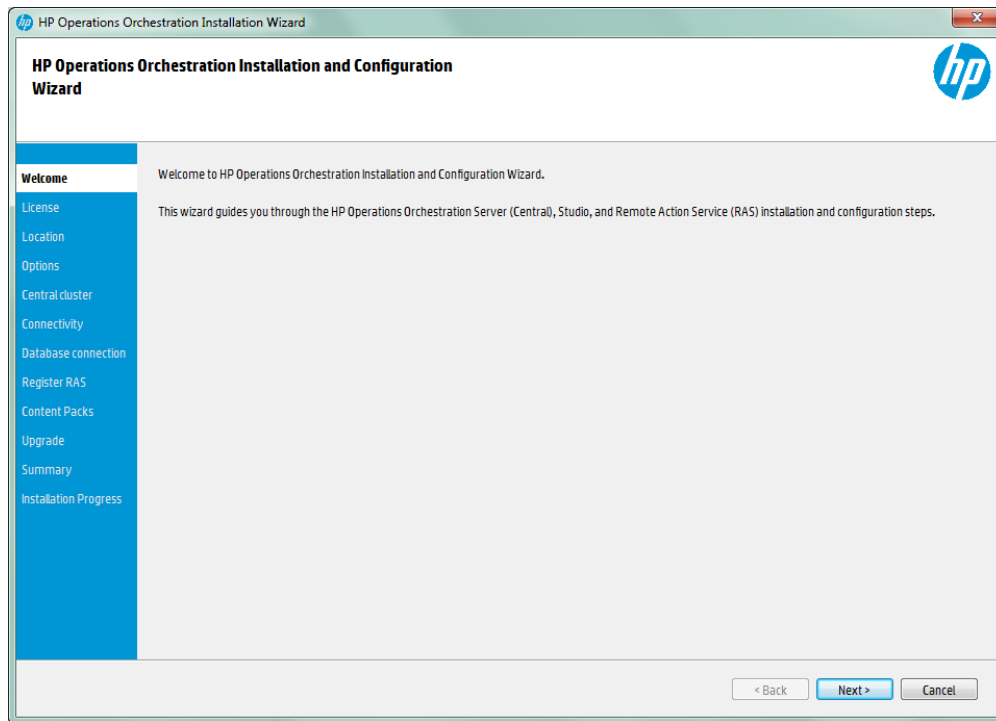 HP Operations Orchestration Installation Wizard
HP Operations Orchestration Installation and Configuration
Wizard
hp
Welcome
Welcome to HP Operations Orchestration Installation and Configuration Wizard.
License
This wizard guides you through the HP Operations Orchestration Server (Central), Studio, and Remote Action Service (RAS) installation and configuration steps.
Location
Options
Central cluster
Connectivity
Database connection
Register RAS
Content Packs
Upgrade
Summary
Installation Progress
< Back
Next >
Cancel